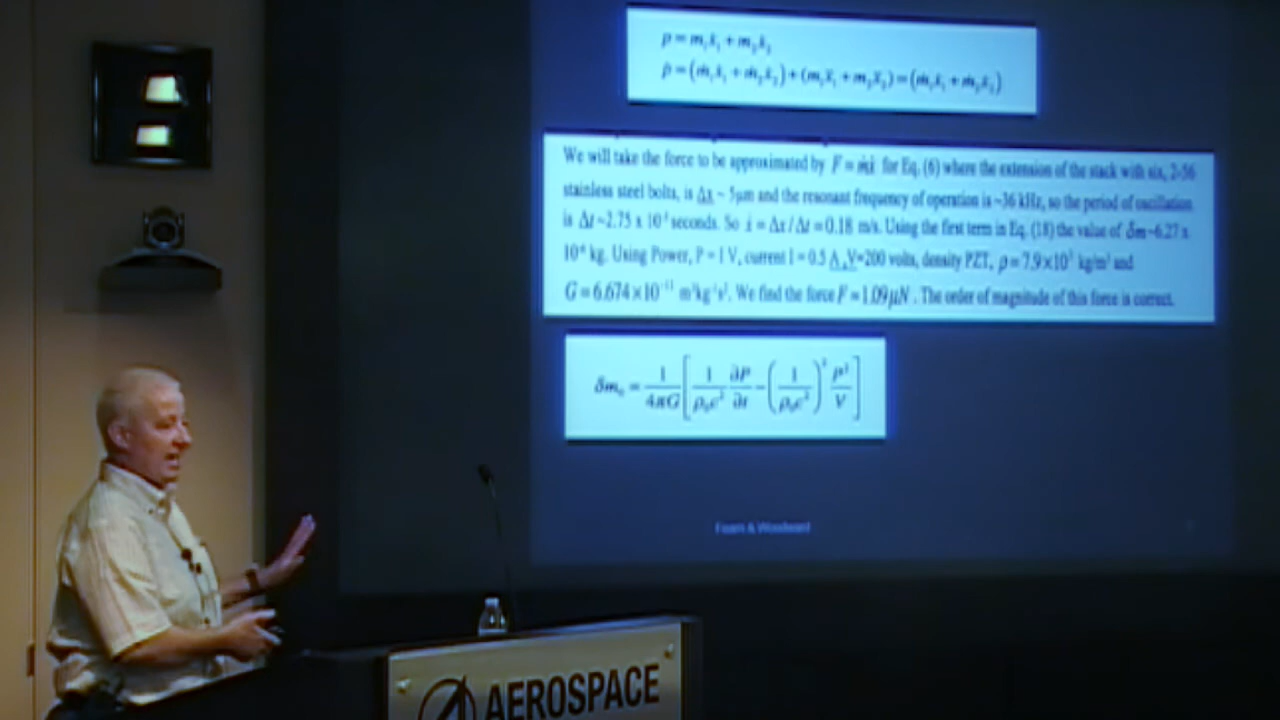 p = m₁ẋ₁ + m₂ẋ₂
ṗ = (ṁ₁ẋ₁ + ṁ₂ẋ₂) + (m₁ẍ₁ + m₂ẍ₂) = (ṁ₁ẋ₁ + ṁ₂ẋ₂)
We will take the force to be approximated by F = ṁẋ for Eq. (6) where the extension of the stack with six, 2-56
stainless steel bolts, is Δx ~ 5μm and the resonant frequency of operation is ~36 kHz, so the period of oscillation
is Δt ~2.75 x 10 seconds. So ẋ = Δx / Δt = 0.18 m/s. Using the first term in Eq. (18) the value of δm~6.27 x
10 kg. Using Power, P = I V, current I = 0.5 A, V=200 volts, density PZT, ρ = 7.9×10³ kg/m³ and
G = 6.674×10⁻¹¹ m³kg⁻¹s⁻². We find the force F = 1.09μN. The order of magnitude of this force is correct.
δm₀ = 1/4πG [ 1/ρ₀c² ∂P/∂t − (1/ρ₀c²)² P²/V ]
& Woodward
AEROSPACE